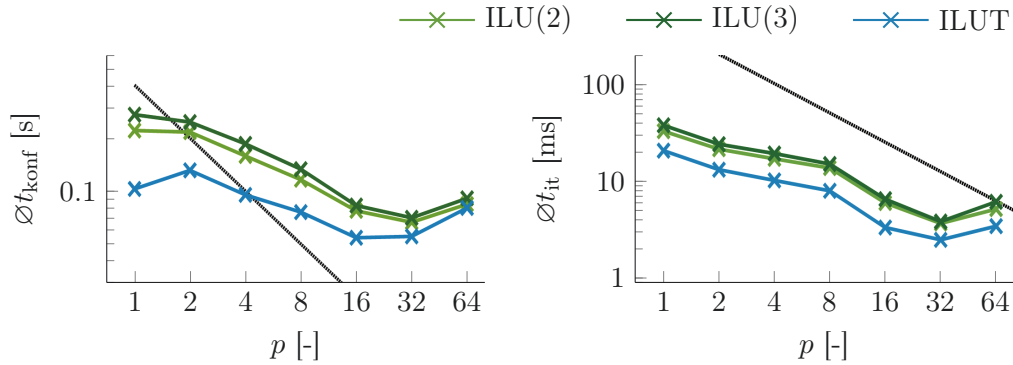 ILU(2) ILU(3) ILUT
∅t_konf [s]
0.1
1 2 4 8 16 32 64
p [-]
∅t_it [ms]
100
10
1
1 2 4 8 16 32 64
p [-]